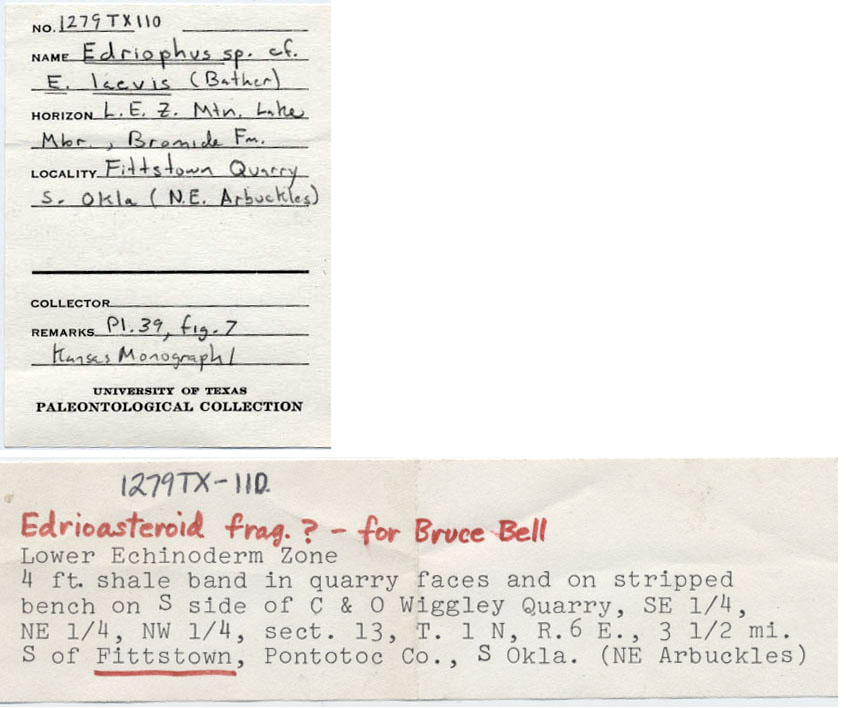 NO. 1279TX110
NAME Edriophus sp. cf.
E. laevis (Bather)
HORIZON L.E.Z. Mtn. Lake
Mbr., Bromide Fm.
LOCALITY Fittstown Quarry
S. Okla (N.E. Arbuckles)
COLLECTOR
REMARKS Pl. 39, fig. 7
Kansas Monograph 1
UNIVERSITY OF TEXAS
PALEONTOLOGICAL COLLECTION
1279TX-110
Edrioasteroid frag. ? - for Bruce Bell
Lower Echinoderm Zone
4 ft. shale band in quarry faces and on stripped
bench on S side of C & O Wiggley Quarry, SE 1/4,
NE 1/4, NW 1/4, sect. 13, T. 1 N, R. 6 E., 3 1/2 mi.
S of Fittstown, Pontotoc Co., S Okla. (NE Arbuckles)